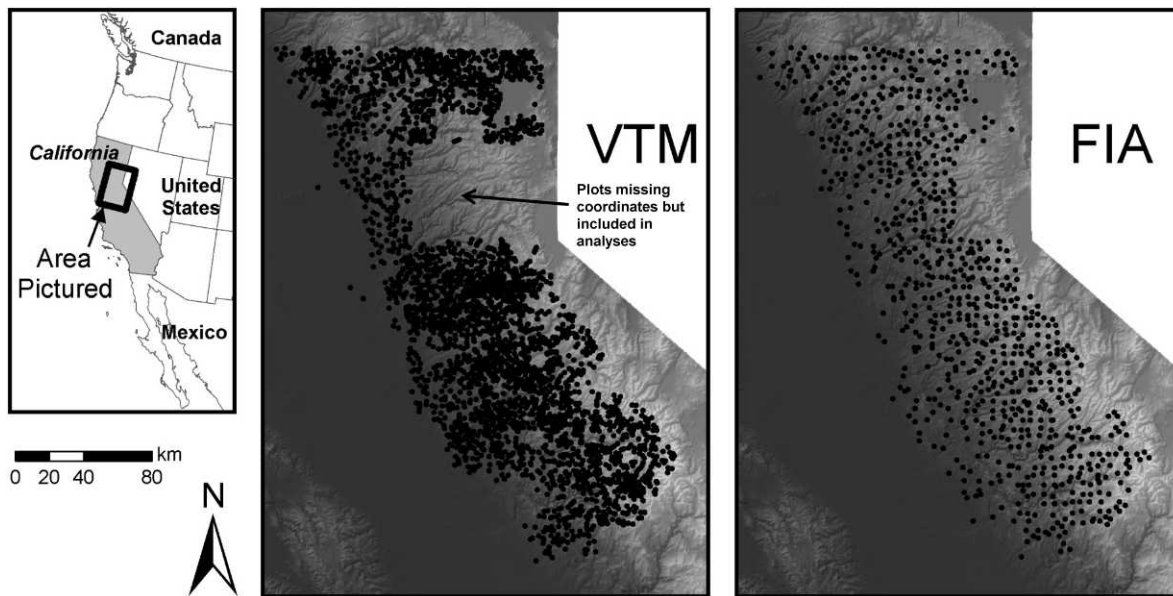 Canada
California
United
States
Area
Pictured
Mexico
km
0 20 40 80
N
VTM
Plots missing
coordinates but
included in
analyses
FIA